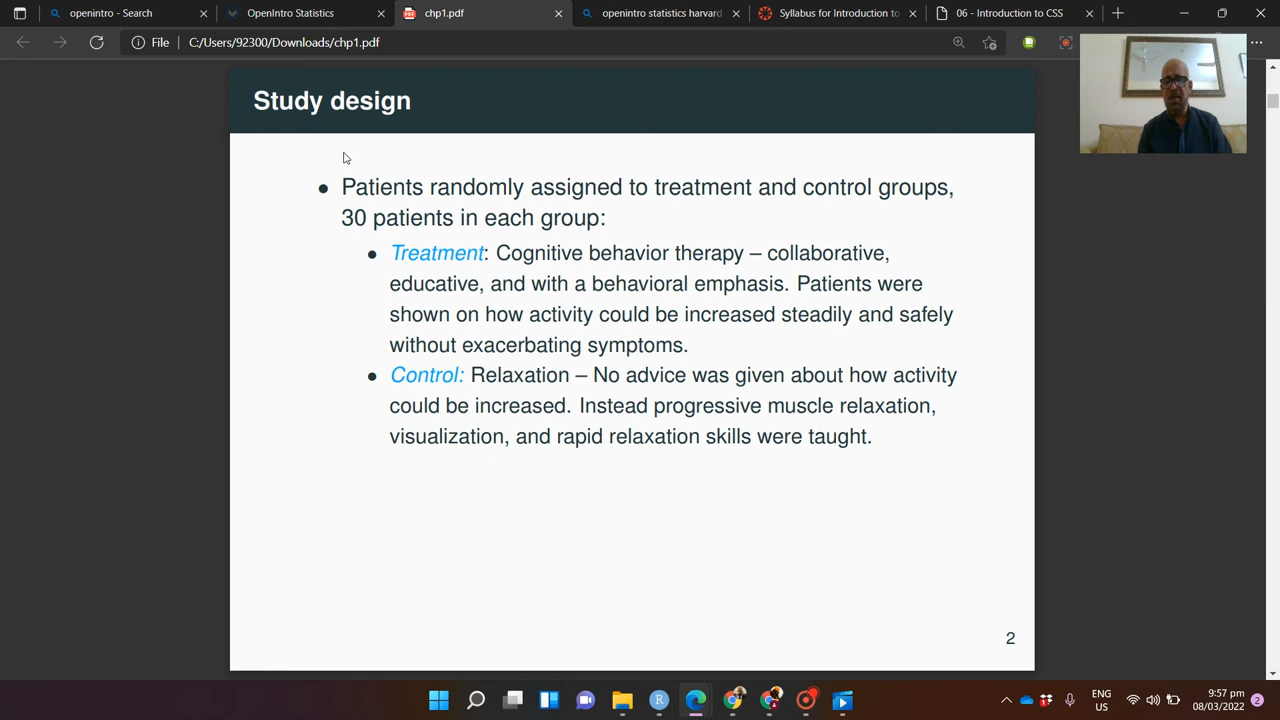 openintro - Search
OpenIntro Statistics
chp1.pdf
openintro statistics harvard
Syllabus for Introduction to
06 - Introduction to CSS
File
C:/Users/92300/Downloads/chp1.pdf
Study design
Patients randomly assigned to treatment and control groups,
30 patients in each group:
Treatment: Cognitive behavior therapy – collaborative,
educative, and with a behavioral emphasis. Patients were
shown on how activity could be increased steadily and safely
without exacerbating symptoms.
Control: Relaxation – No advice was given about how activity
could be increased. Instead progressive muscle relaxation,
visualization, and rapid relaxation skills were taught.
2
ENG
US
9:57 pm
08/03/2022
2